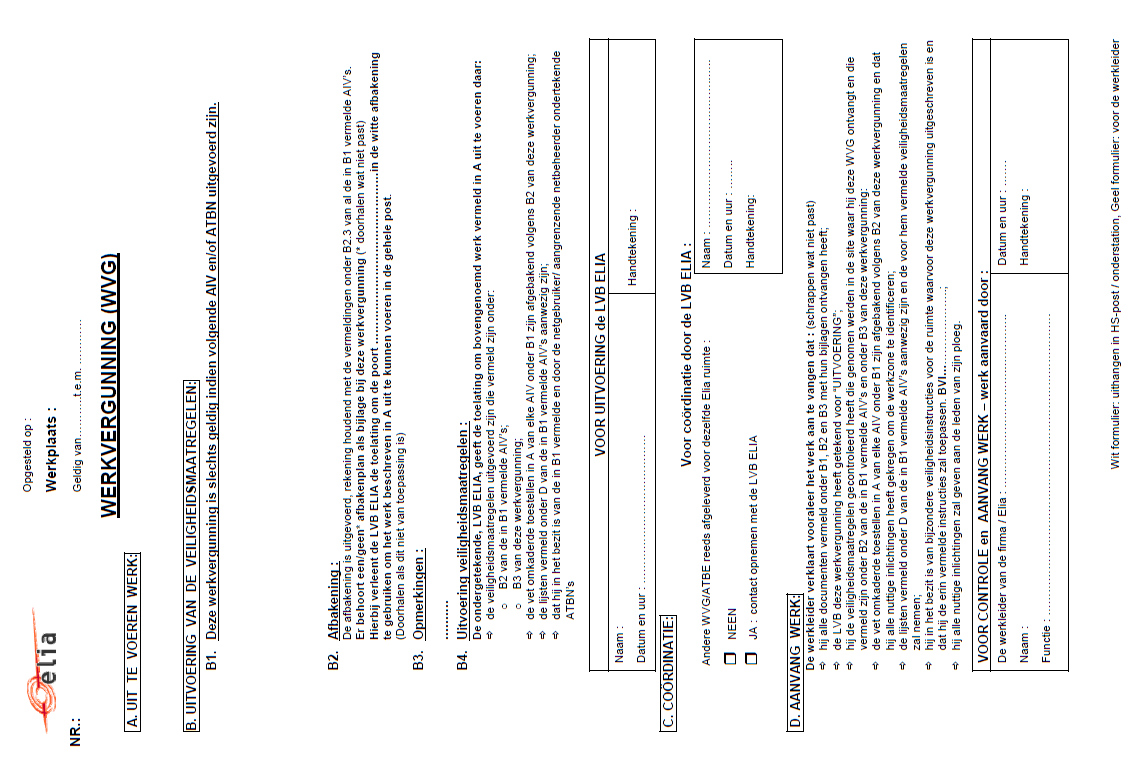 elia
Opgesteld op :
Werkplaats :
NR.:
Geldig van..........t.e.m...............
WERKVERGUNNING (WVG)
A. UIT TE VOEREN WERK:
B. UITVOERING VAN DE VEILIGHEIDSMAATREGELEN:
B1. Deze werkvergunning is slechts geldig indien volgende AIV en/of ATBN uitgevoerd zijn.
B2. Afbakening :
De afbakening is uitgevoerd, rekening houdend met de vermeldingen onder B2.3 van al de in B1 vermelde AIV's.
Er behoort een/geen* afbakenplan als bijlage bij deze werkvergunning (* doorhalen wat niet past)
Hierbij verleent de LVB ELIA de toelating om de poort ..........................................in de witte afbakening
te gebruiken om het werk beschreven in A uit te kunnen voeren in de gehele post.
(Doorhalen als dit niet van toepassing is)
B3. Opmerkingen :
..........
B4. Uitvoering veiligheidsmaatregelen :
De ondergetekende, LVB ELIA, geeft de toelating om bovengenoemd werk vermeld in A uit te voeren daar:
⇨ de veiligheidsmaatregelen uitgevoerd zijn die vermeld zijn onder:
o B2 van de in B1 vermelde AIV's;
o B3 van deze werkvergunning;
⇨ de vet omkaderde toestellen in A van elke AIV onder B1 zijn afgebakend volgens B2 van deze werkvergunning;
⇨ de lijsten vermeld onder D van de in B1 vermelde AIV's aanwezig zijn;
⇨ dat hij in het bezit is van de in B1 vermelde en door de netgebruiker/ aangrenzende netbeheerder ondertekende
ATBN's
VOOR UITVOERING de LVB ELIA
Naam :
Datum en uur : ..........................................
Handtekening :
C. COÖRDINATIE:
Voor coördinatie door de LVB ELIA :
Andere WVG/ATBE reeds afgeleverd voor dezelfde Elia ruimte :
☐ NEEN
☐ JA : contact opnemen met de LVB ELIA
Naam : ..........................................
Datum en uur : .......
Handtekening:
D. AANVANG WERK:
De werkleider verklaart vooraleer het werk aan te vangen dat : (schrappen wat niet past)
⇨ hij alle documenten vermeld onder B1, B2 en B3 met hun bijlagen ontvangen heeft;
⇨ de LVB deze werkvergunning heeft getekend voor "UITVOERING";
⇨ hij de veiligheidsmaatregelen gecontroleerd heeft die genomen werden in de site waar hij deze WVG ontvangt en die
vermeld zijn onder B2 van de in B1 vermelde AIV's en onder B3 van deze werkvergunning;
⇨ de vet omkaderde toestellen in A van elke AIV onder B1 zijn afgebakend volgens B2 van deze werkvergunning en dat
hij alle nuttige inlichtingen heeft gekregen om de werkzone te identificeren;
⇨ de lijsten vermeld onder D van de in B1 vermelde AIV's aanwezig zijn en de voor hem vermelde veiligheidsmaatregelen
zal nemen;
⇨ hij in het bezit is van bijzondere veiligheidsinstructies voor de ruimte waarvoor deze werkvergunning uitgeschreven is en
dat hij de erin vermelde instructies zal toepassen. BVI.........................;
⇨ hij alle nuttige inlichtingen zal geven aan de leden van zijn ploeg.
VOOR CONTROLE en AANVANG WERK – werk aanvaard door :
De werkleider van de firma / Elia : ..........................................
Naam :
Functie : ..........................................
Datum en uur : ......
Handtekening :
Wit formulier: uithangen in HS-post / onderstation, Geel formulier: voor de werkleider